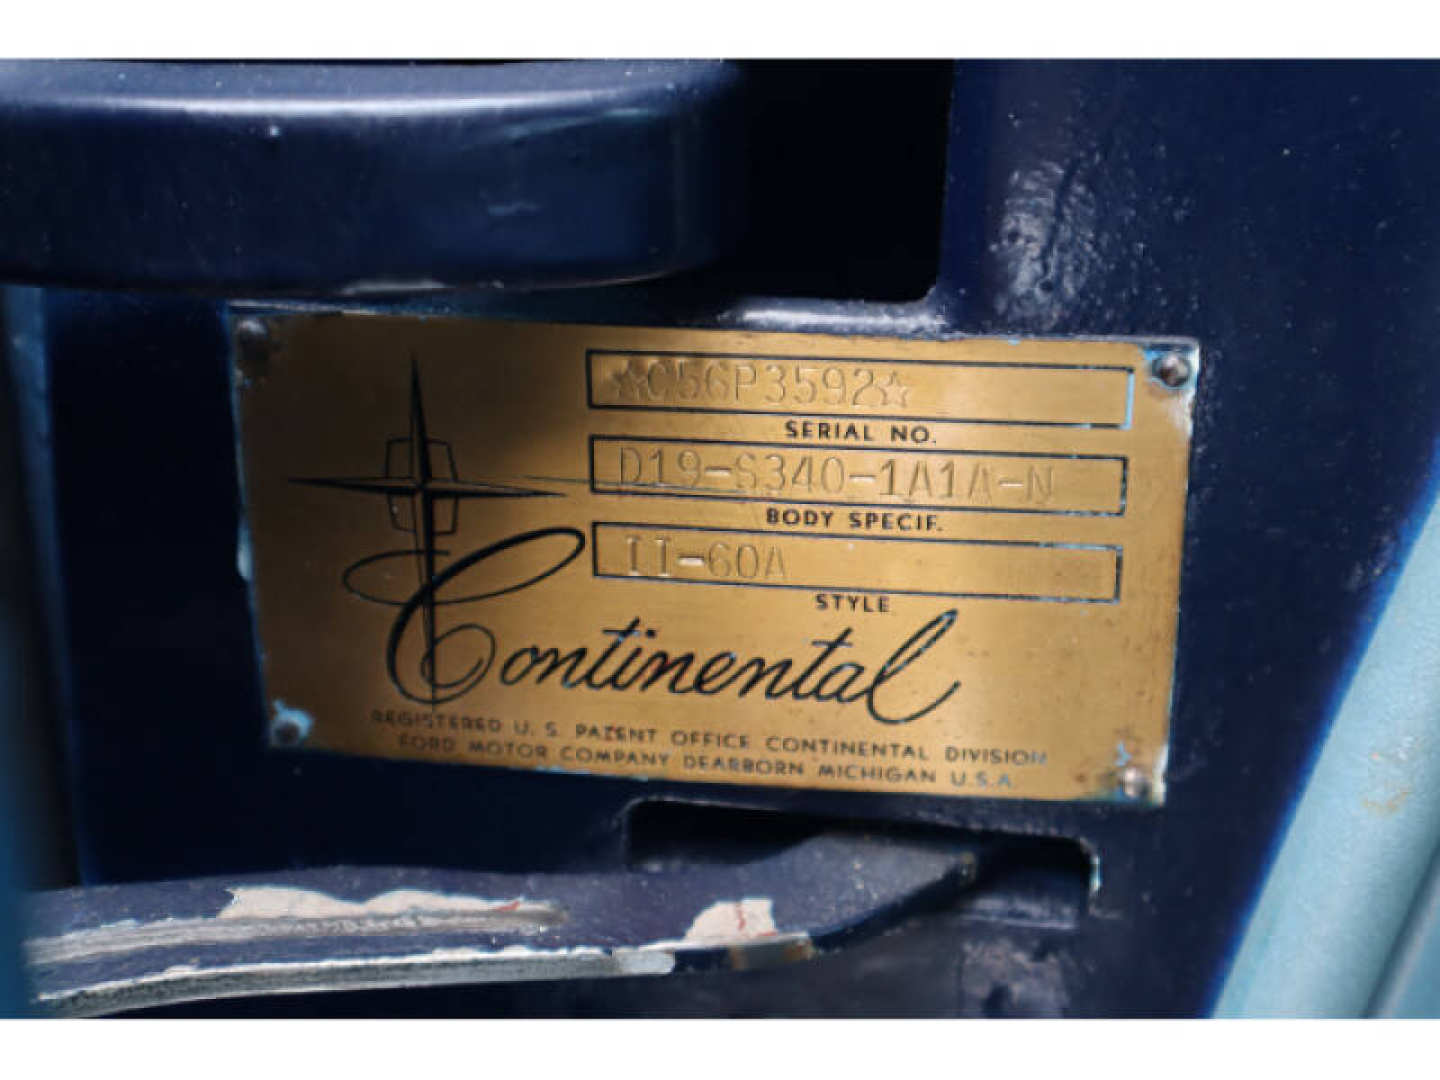 ☆C56P3592☆
SERIAL NO.
D19-S340-1A1A-N
BODY SPECIF.
II-60A
STYLE
Continental
REGISTERED U. S. PATENT OFFICE CONTINENTAL DIVISION
FORD MOTOR COMPANY DEARBORN MICHIGAN U.S.A.